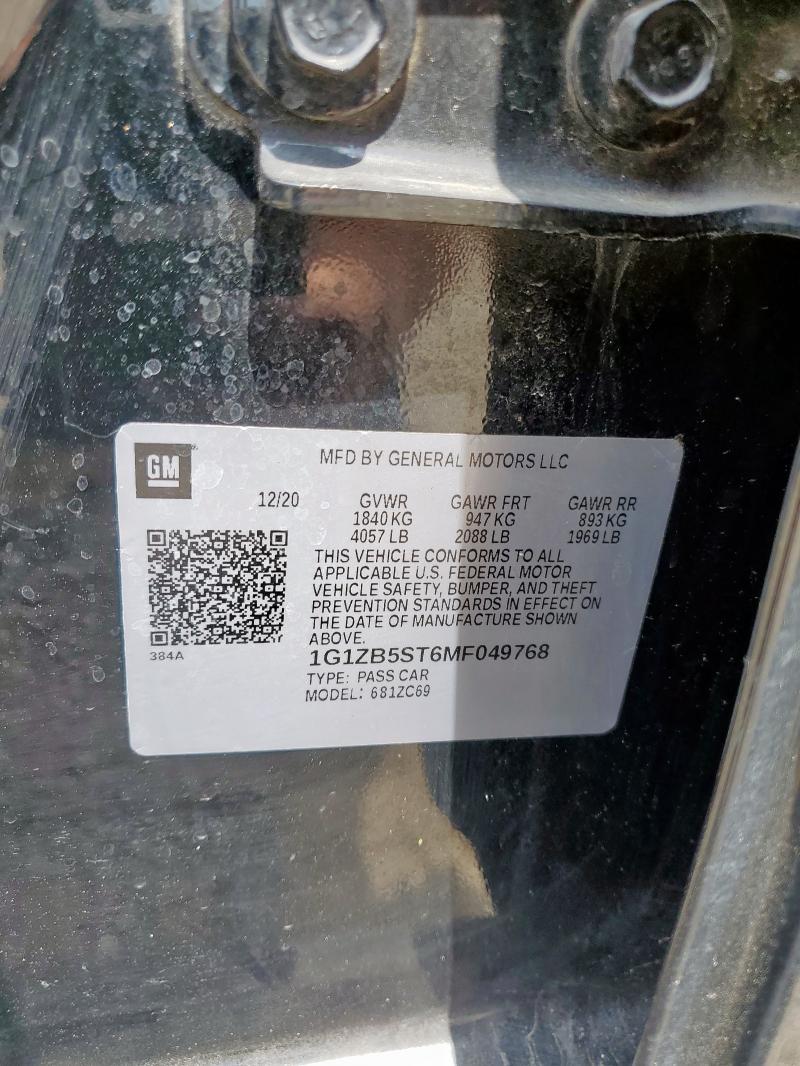 GM
MFD BY GENERAL MOTORS LLC
12/20 GVWR GAWR FRT GAWR RR
1840 KG 947 KG 893 KG
4057 LB 2088 LB 1969 LB
THIS VEHICLE CONFORMS TO ALL
APPLICABLE U.S. FEDERAL MOTOR
VEHICLE SAFETY, BUMPER, AND THEFT
PREVENTION STANDARDS IN EFFECT ON
THE DATE OF MANUFACTURE SHOWN
ABOVE.
384A
1G1ZB5ST6MF049768
TYPE: PASS CAR
MODEL: 681ZC69